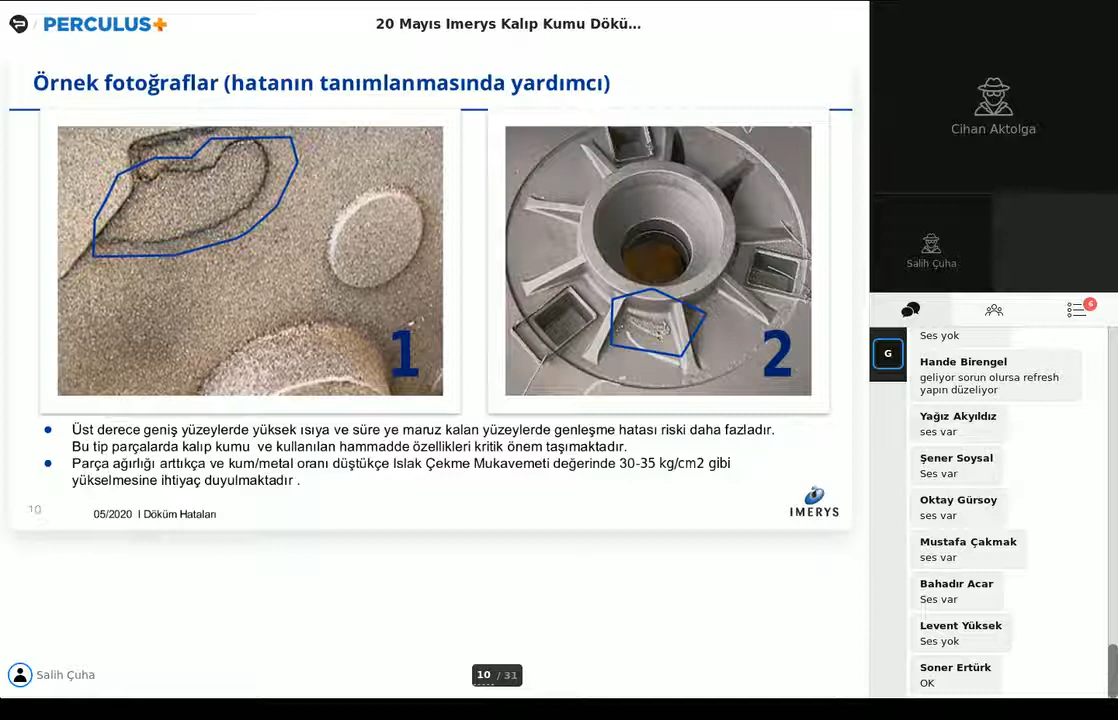 PERCULUS+
20 Mayıs Imerys Kalıp Kumu Dökü...
Örnek fotoğraflar (hatanın tanımlanmasında yardımcı)
1
2
Üst derece geniş yüzeylerde yüksek ısıya ve süre ye maruz kalan yüzeylerde genleşme hatası riski daha fazladır.
Bu tip parçalarda kalıp kumu ve kullanılan hammadde özellikleri kritik önem taşımaktadır.
Parça ağırlığı arttıkça ve kum/metal oranı düştükçe Islak Çekme Mukavemeti değerinde 30-35 kg/cm2 gibi
yükselmesine ihtiyaç duyulmaktadır .
10
05/2020 I Döküm Hataları
IMERYS
Salih Çuha
10 / 31
Cihan Aktolga
Salih Çuha
6
G
Ses yok
Hande Birengel
geliyor sorun olursa refresh
yapın düzeliyor
Yağız Akyıldız
ses var
Şener Soysal
Ses var
Oktay Gürsoy
ses var
Mustafa Çakmak
ses var
Bahadır Acar
Ses var
Levent Yüksek
Ses yok
Soner Ertürk
OK